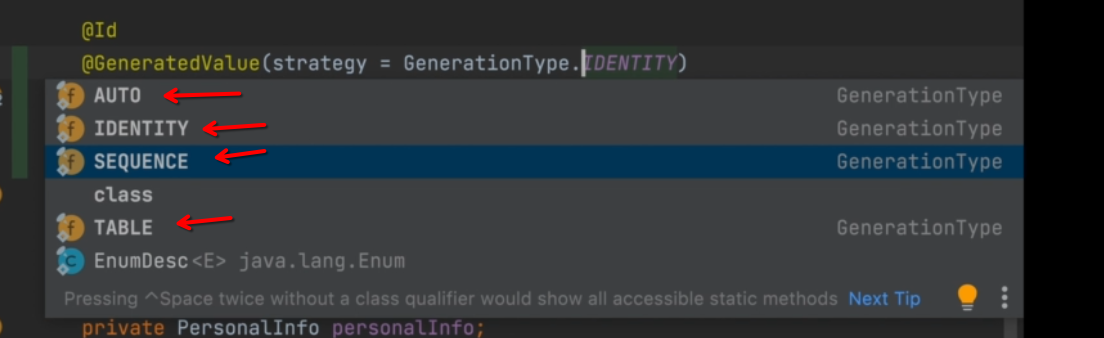 @Id
@GeneratedValue(strategy = GenerationType.IDENTITY)
f AUTO GenerationType
f IDENTITY GenerationType
f SEQUENCE GenerationType
class
f TABLE GenerationType
C EnumDesc<E> java.lang.Enum
Pressing ^Space twice without a class qualifier would show all accessible static methods Next Tip
private PersonalInfo personalInfo;